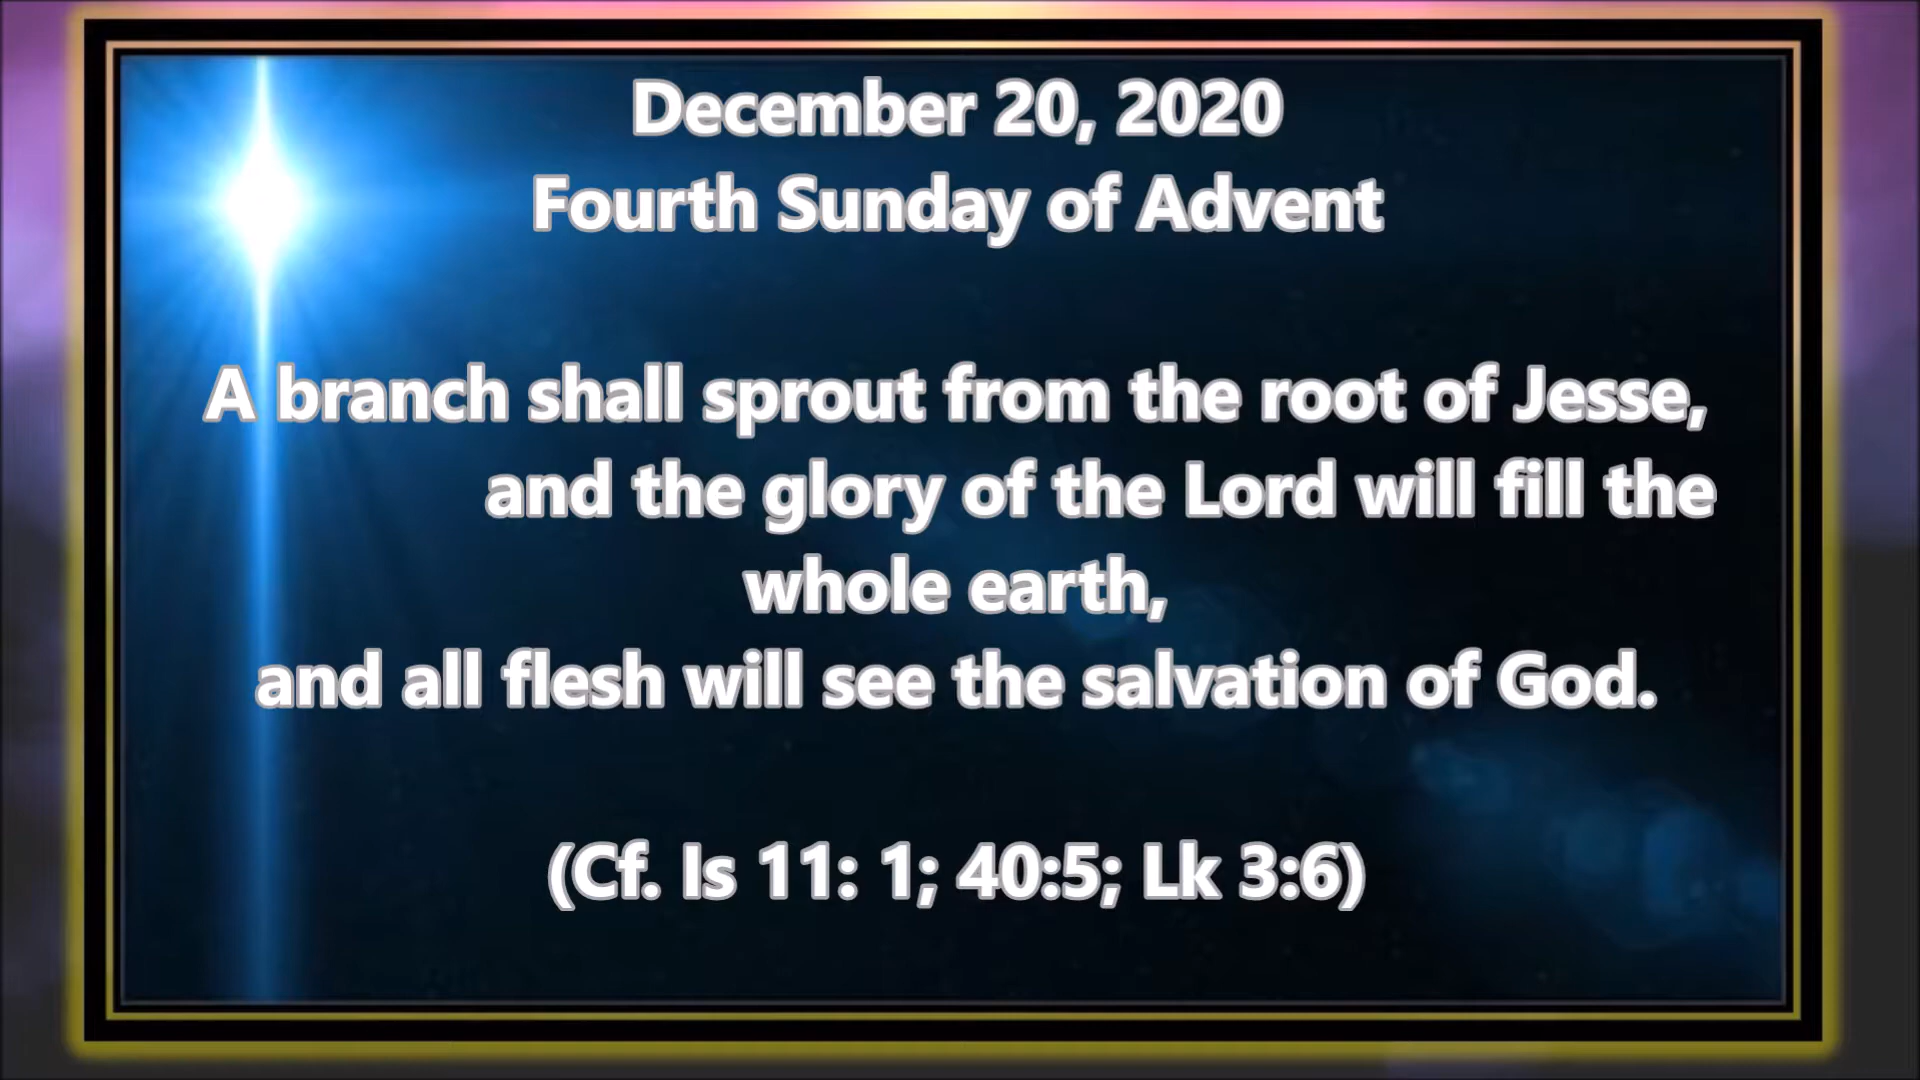 December 20, 2020
Fourth Sunday of Advent
A branch shall sprout from the root of Jesse,
and the glory of the Lord will fill the
whole earth,
and all flesh will see the salvation of God.
(Cf. Is 11: 1; 40:5; Lk 3:6)